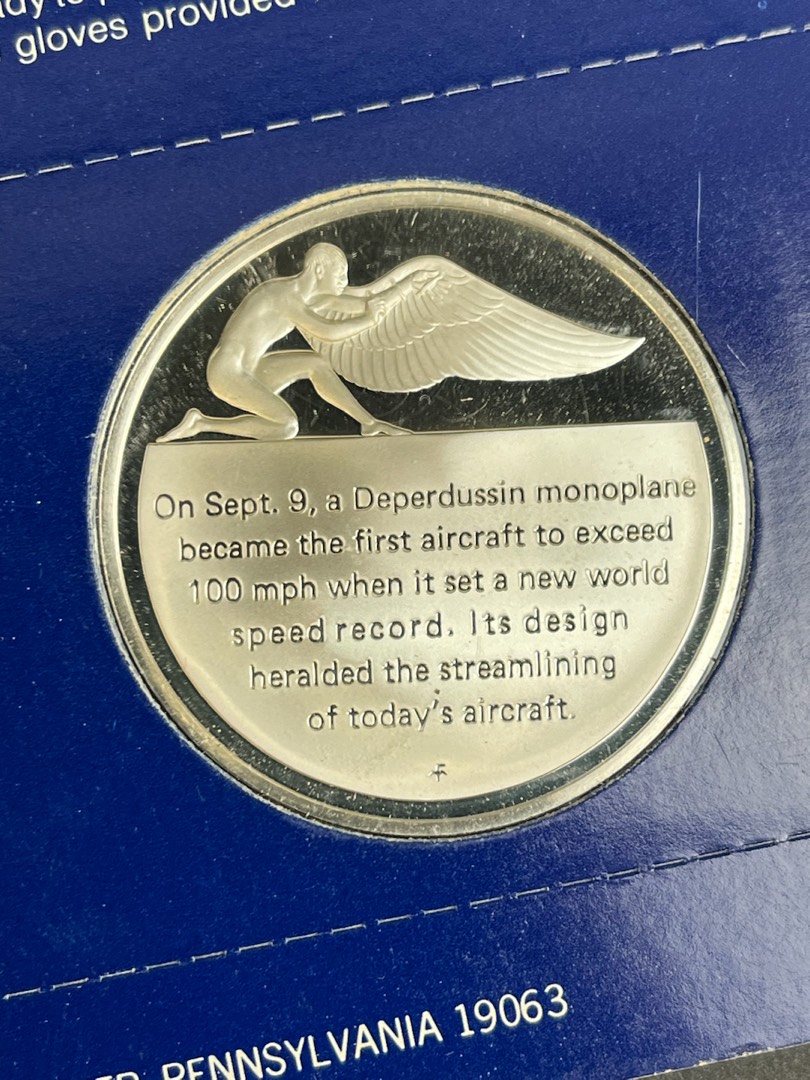 gloves provided
On Sept. 9, a Deperdussin monoplane
became the first aircraft to exceed
100 mph when it set a new world
speed record. Its design
heralded the streamlining
of today's aircraft.
PENNSYLVANIA 19063